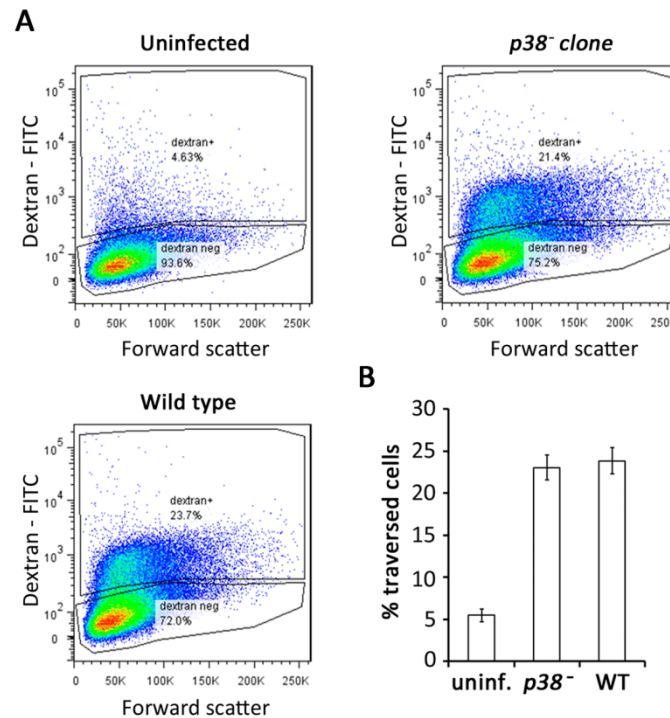 A
Uninfected
Dextran - FITC
10⁵
10⁴
10³
10²
0
dextran+
4.63%
dextran neg
93.6%
0 50K 100K 150K 200K 250K
Forward scatter
p38⁻ clone
Dextran - FITC
10⁵
10⁴
10³
10²
0
dextran+
21.4%
dextran neg
75.2%
0 50K 100K 150K 200K 250K
Forward scatter
Wild type
Dextran - FITC
10⁵
10⁴
10³
10²
0
dextran+
23.7%
dextran neg
72.0%
0 50K 100K 150K 200K 250K
Forward scatter
B
% traversed cells
30
25
20
15
10
5
0
uninf. p38⁻ WT